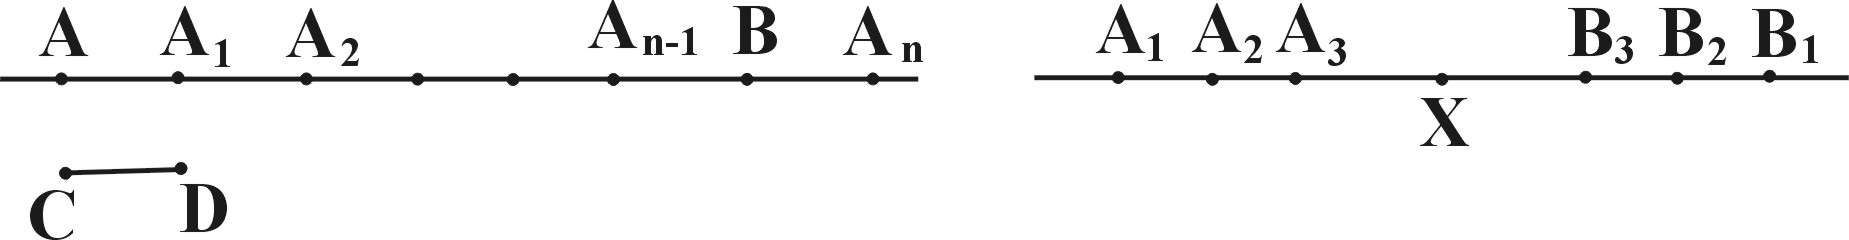 A A₁ A₂ Aₙ₋₁ B Aₙ A₁ A₂ A₃ B₃ B₂ B₁
X
C D